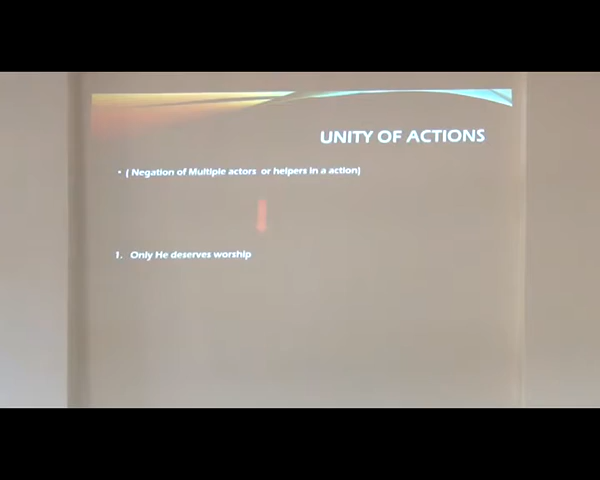 UNITY OF ACTIONS
• ( Negation of Multiple actors or helpers in a action)
1. Only He deserves worship